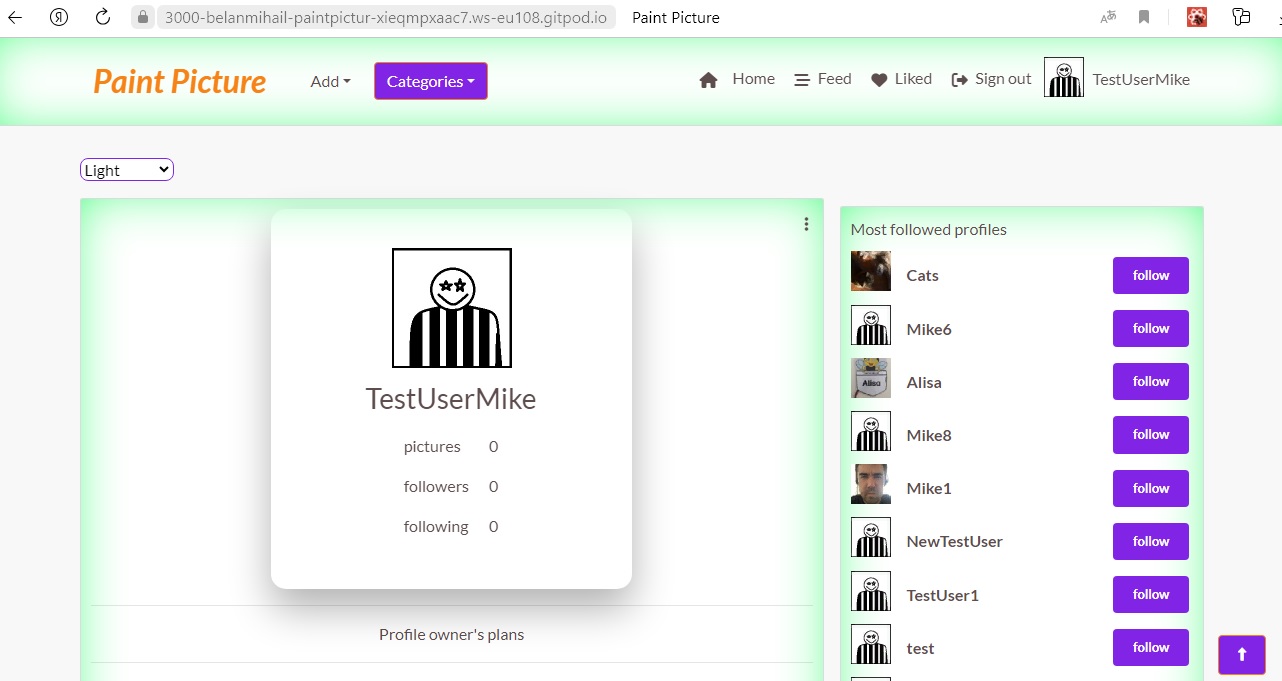 3000-belanmihail-paintpictur-xieqmpxaac7.ws-eu108.gitpod.io Paint Picture
Paint Picture
Add
Categories
Home
Feed
Liked
Sign out
TestUserMike
Light
TestUserMike
pictures 0
followers 0
following 0
Profile owner's plans
Most followed profiles
Cats follow
Mike6 follow
Alisa follow
Alisa
Mike8 follow
Mike1 follow
NewTestUser follow
TestUser1 follow
test follow